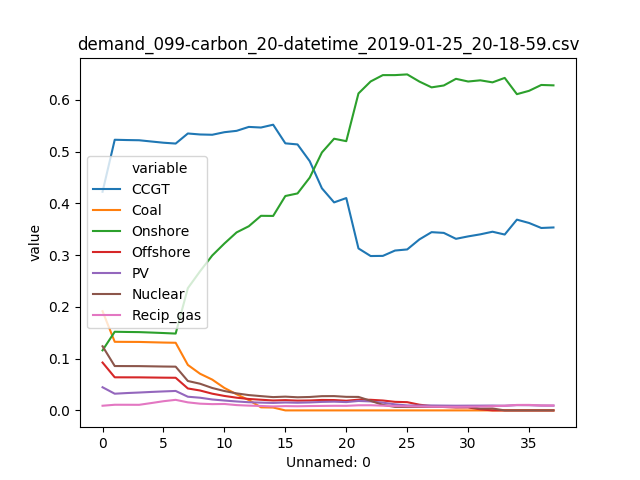 demand_099-carbon_20-datetime_2019-01-25_20-18-59.csv
0.6
0.5
0.4
0.3
0.2
0.1
0.0
value
variable
CCGT
Coal
Onshore
Offshore
PV
Nuclear
Recip_gas
0 5 10 15 20 25 30 35
Unnamed: 0